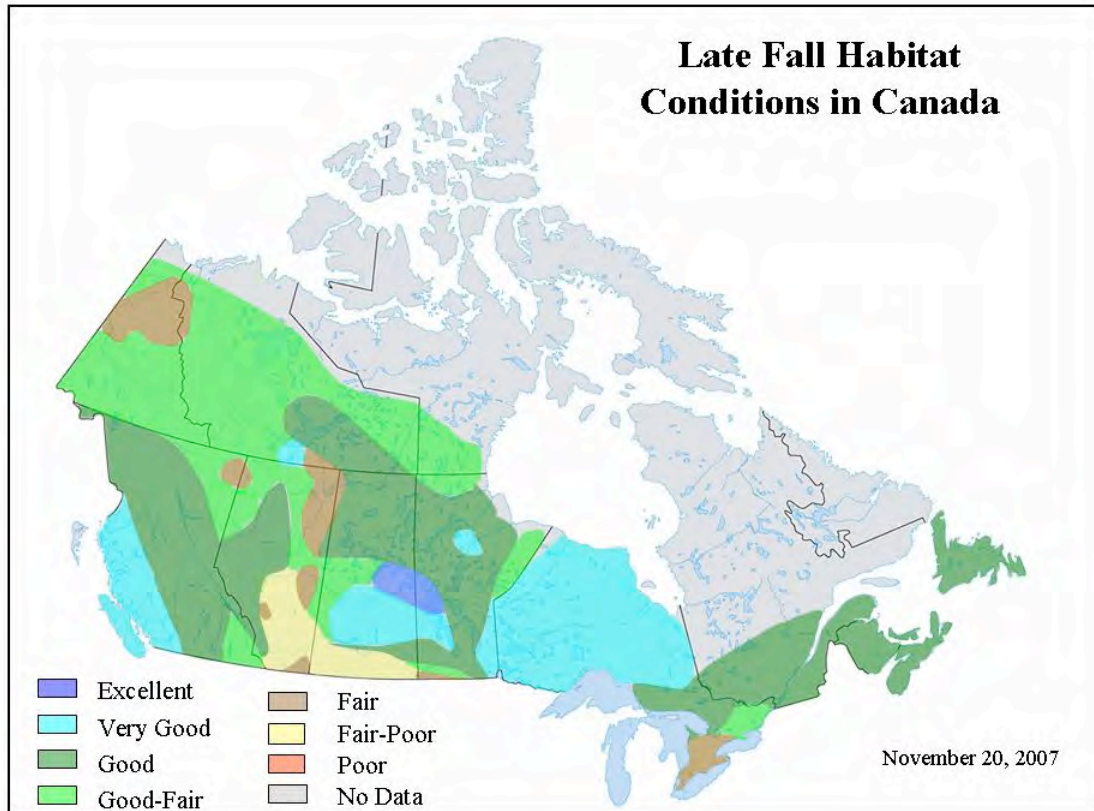 Late Fall Habitat
Conditions in Canada
Excellent
Very Good
Good
Good-Fair
Fair
Fair-Poor
Poor
No Data
November 20, 2007